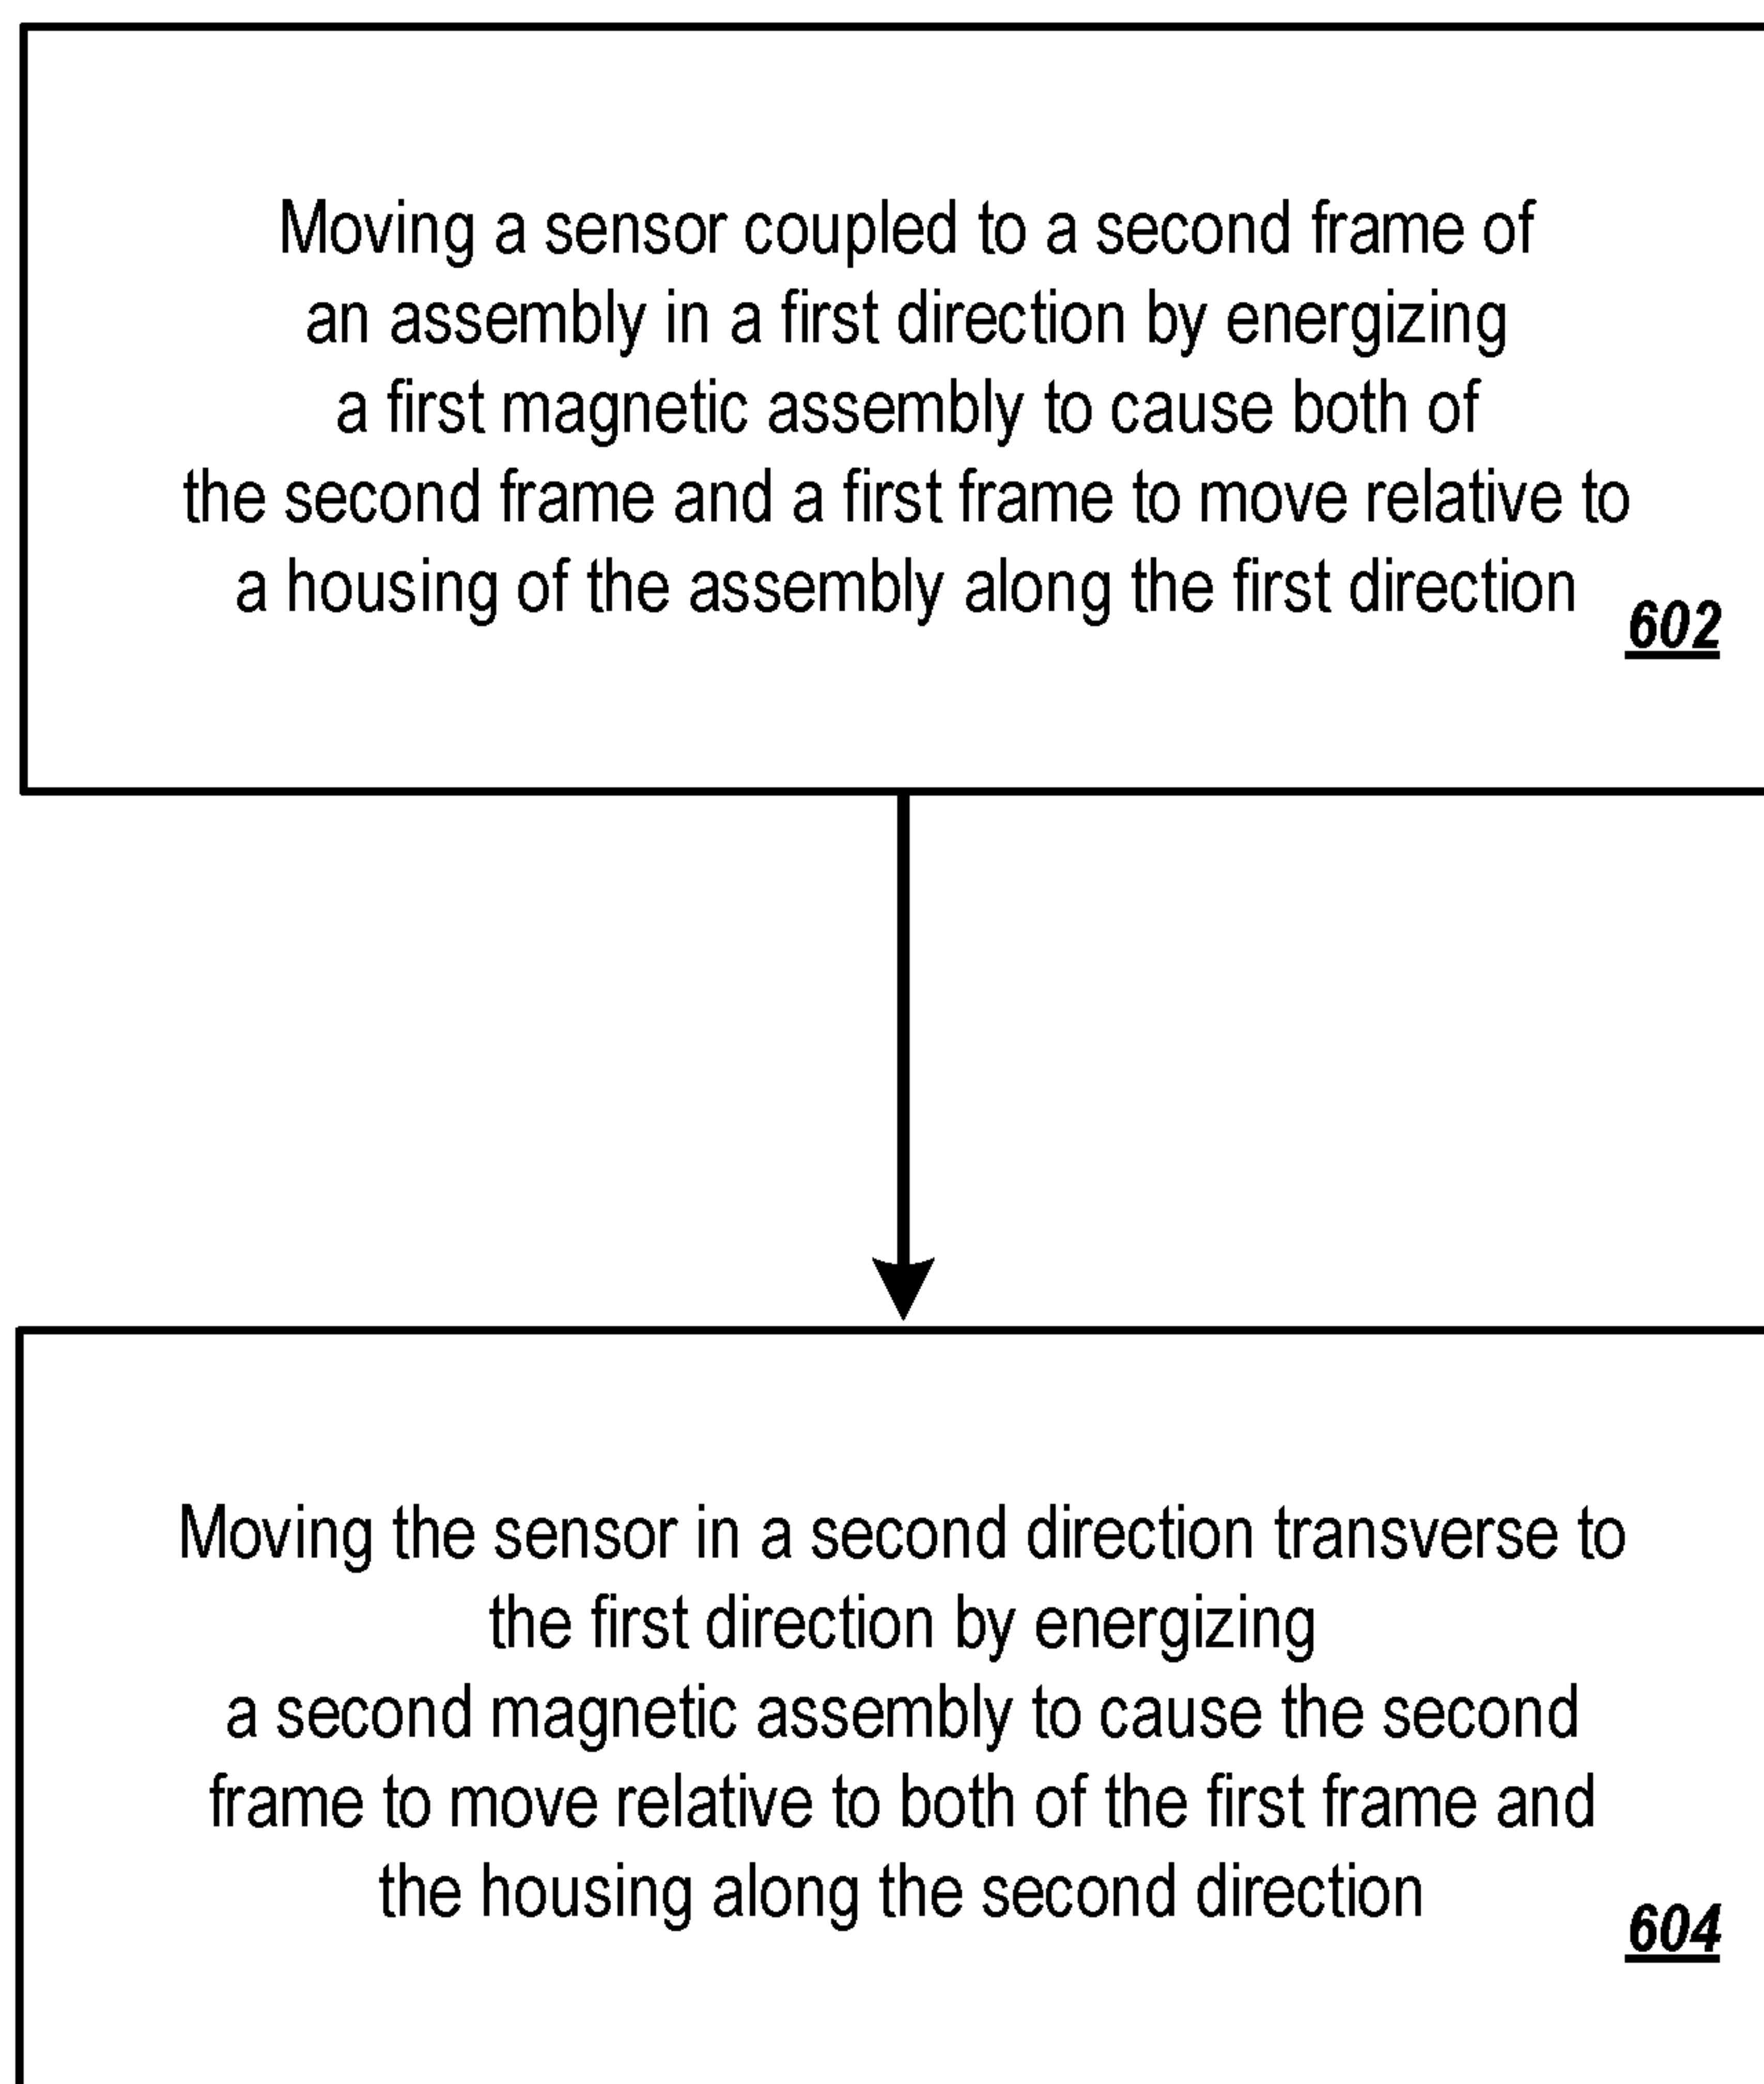 Moving a sensor coupled to a second frame of
an assembly in a first direction by energizing
a first magnetic assembly to cause both of
the second frame and a first frame to move relative to
a housing of the assembly along the first direction
602
Moving the sensor in a second direction transverse to
the first direction by energizing
a second magnetic assembly to cause the second
frame to move relative to both of the first frame and
the housing along the second direction
604